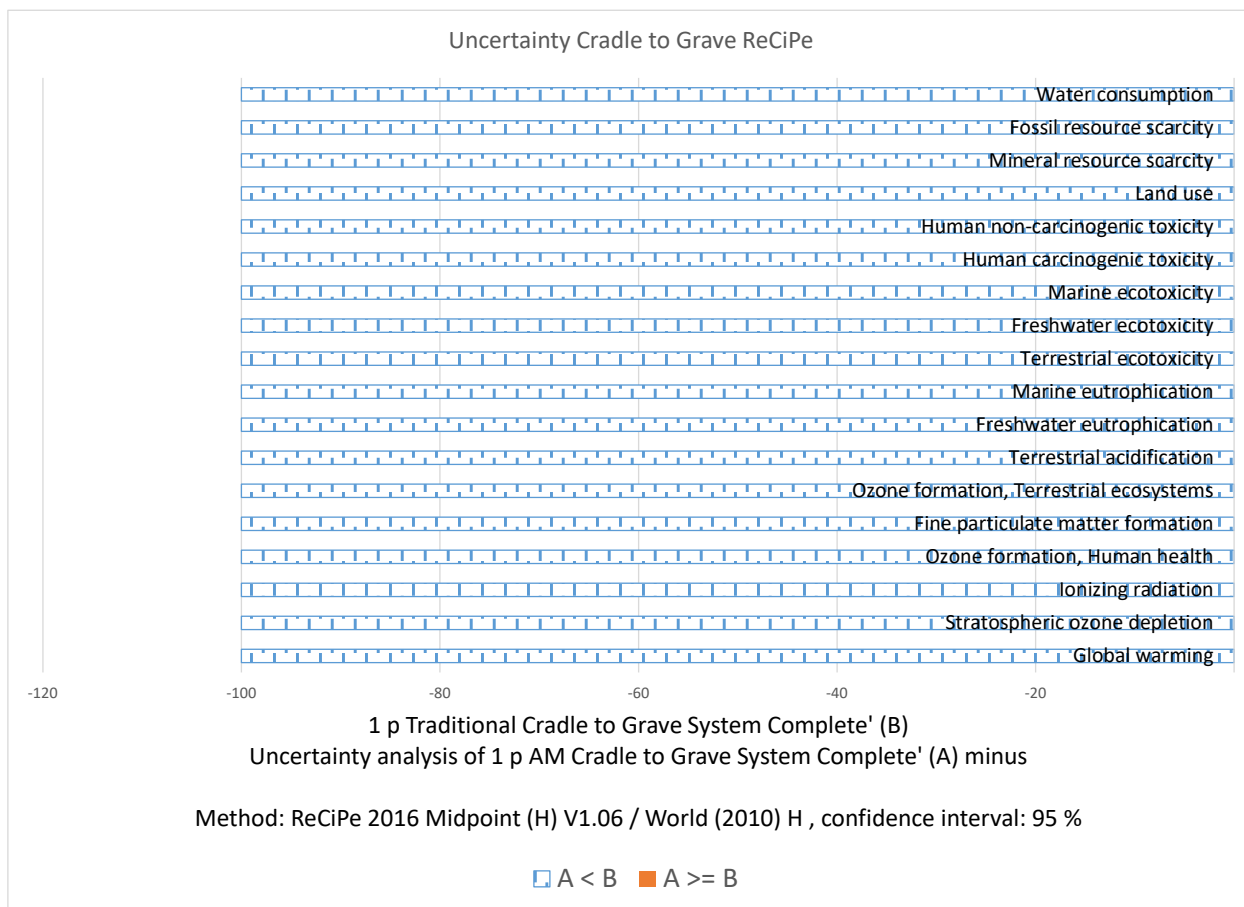 Uncertainty Cradle to Grave ReCiPe
Water consumption
Fossil resource scarcity
Mineral resource scarcity
Land use
Human non-carcinogenic toxicity
Human carcinogenic toxicity
Marine ecotoxicity
Freshwater ecotoxicity
Terrestrial ecotoxicity
Marine eutrophication
Freshwater eutrophication
Terrestrial acidification
Ozone formation, Terrestrial ecosystems
Fine particulate matter formation
Ozone formation, Human health
Ionizing radiation
Stratospheric ozone depletion
Global warming
-120 -100 -80 -60 -40 -20
1 p Traditional Cradle to Grave System Complete' (B)
Uncertainty analysis of 1 p AM Cradle to Grave System Complete' (A) minus
Method: ReCiPe 2016 Midpoint (H) V1.06 / World (2010) H , confidence interval: 95 %
A < B A >= B